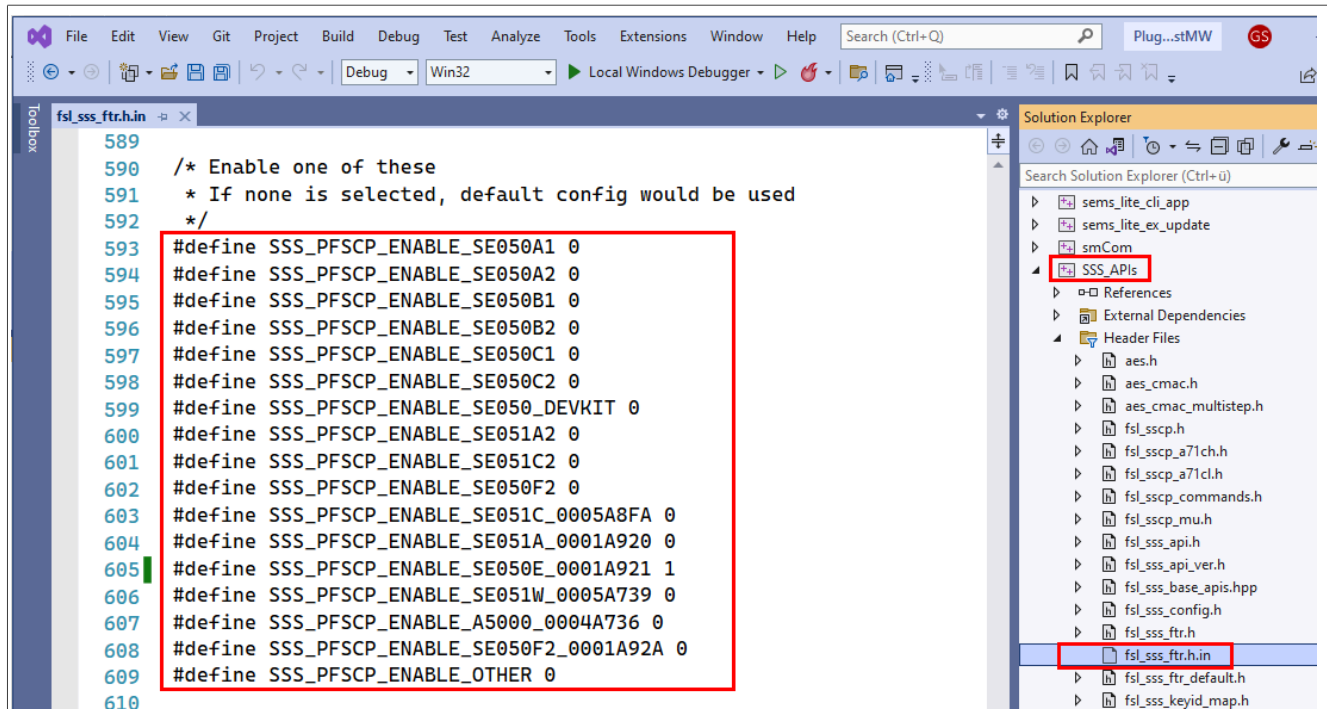 File Edit View Git Project Build Debug Test Analyze Tools Extensions Window Help Search (Ctrl+Q) Plug...stMW GS
Debug Win32 Local Windows Debugger
Toolbox
fsl_sss_ftr.h.in
589
590 /* Enable one of these
591 * If none is selected, default config would be used
592 */
593 #define SSS_PFSCP_ENABLE_SE050A1 0
594 #define SSS_PFSCP_ENABLE_SE050A2 0
595 #define SSS_PFSCP_ENABLE_SE050B1 0
596 #define SSS_PFSCP_ENABLE_SE050B2 0
597 #define SSS_PFSCP_ENABLE_SE050C1 0
598 #define SSS_PFSCP_ENABLE_SE050C2 0
599 #define SSS_PFSCP_ENABLE_SE050_DEVKIT 0
600 #define SSS_PFSCP_ENABLE_SE051A2 0
601 #define SSS_PFSCP_ENABLE_SE051C2 0
602 #define SSS_PFSCP_ENABLE_SE050F2 0
603 #define SSS_PFSCP_ENABLE_SE051C_0005A8FA 0
604 #define SSS_PFSCP_ENABLE_SE051A_0001A920 0
605 #define SSS_PFSCP_ENABLE_SE050E_0001A921 1
606 #define SSS_PFSCP_ENABLE_SE051W_0005A739 0
607 #define SSS_PFSCP_ENABLE_A5000_0004A736 0
608 #define SSS_PFSCP_ENABLE_SE050F2_0001A92A 0
609 #define SSS_PFSCP_ENABLE_OTHER 0
610
Solution Explorer
Search Solution Explorer (Ctrl+ü)
sems_lite_cli_app
sems_lite_ex_update
smCom
SSS_APIs
References
External Dependencies
Header Files
aes.h
aes_cmac.h
aes_cmac_multistep.h
fsl_sscp.h
fsl_sscp_a71ch.h
fsl_sscp_a71cl.h
fsl_sscp_commands.h
fsl_sscp_mu.h
fsl_sss_api.h
fsl_sss_api_ver.h
fsl_sss_base_apis.hpp
fsl_sss_config.h
fsl_sss_ftr.h
fsl_sss_ftr.h.in
fsl_sss_ftr_default.h
fsl_sss_keyid_map.h